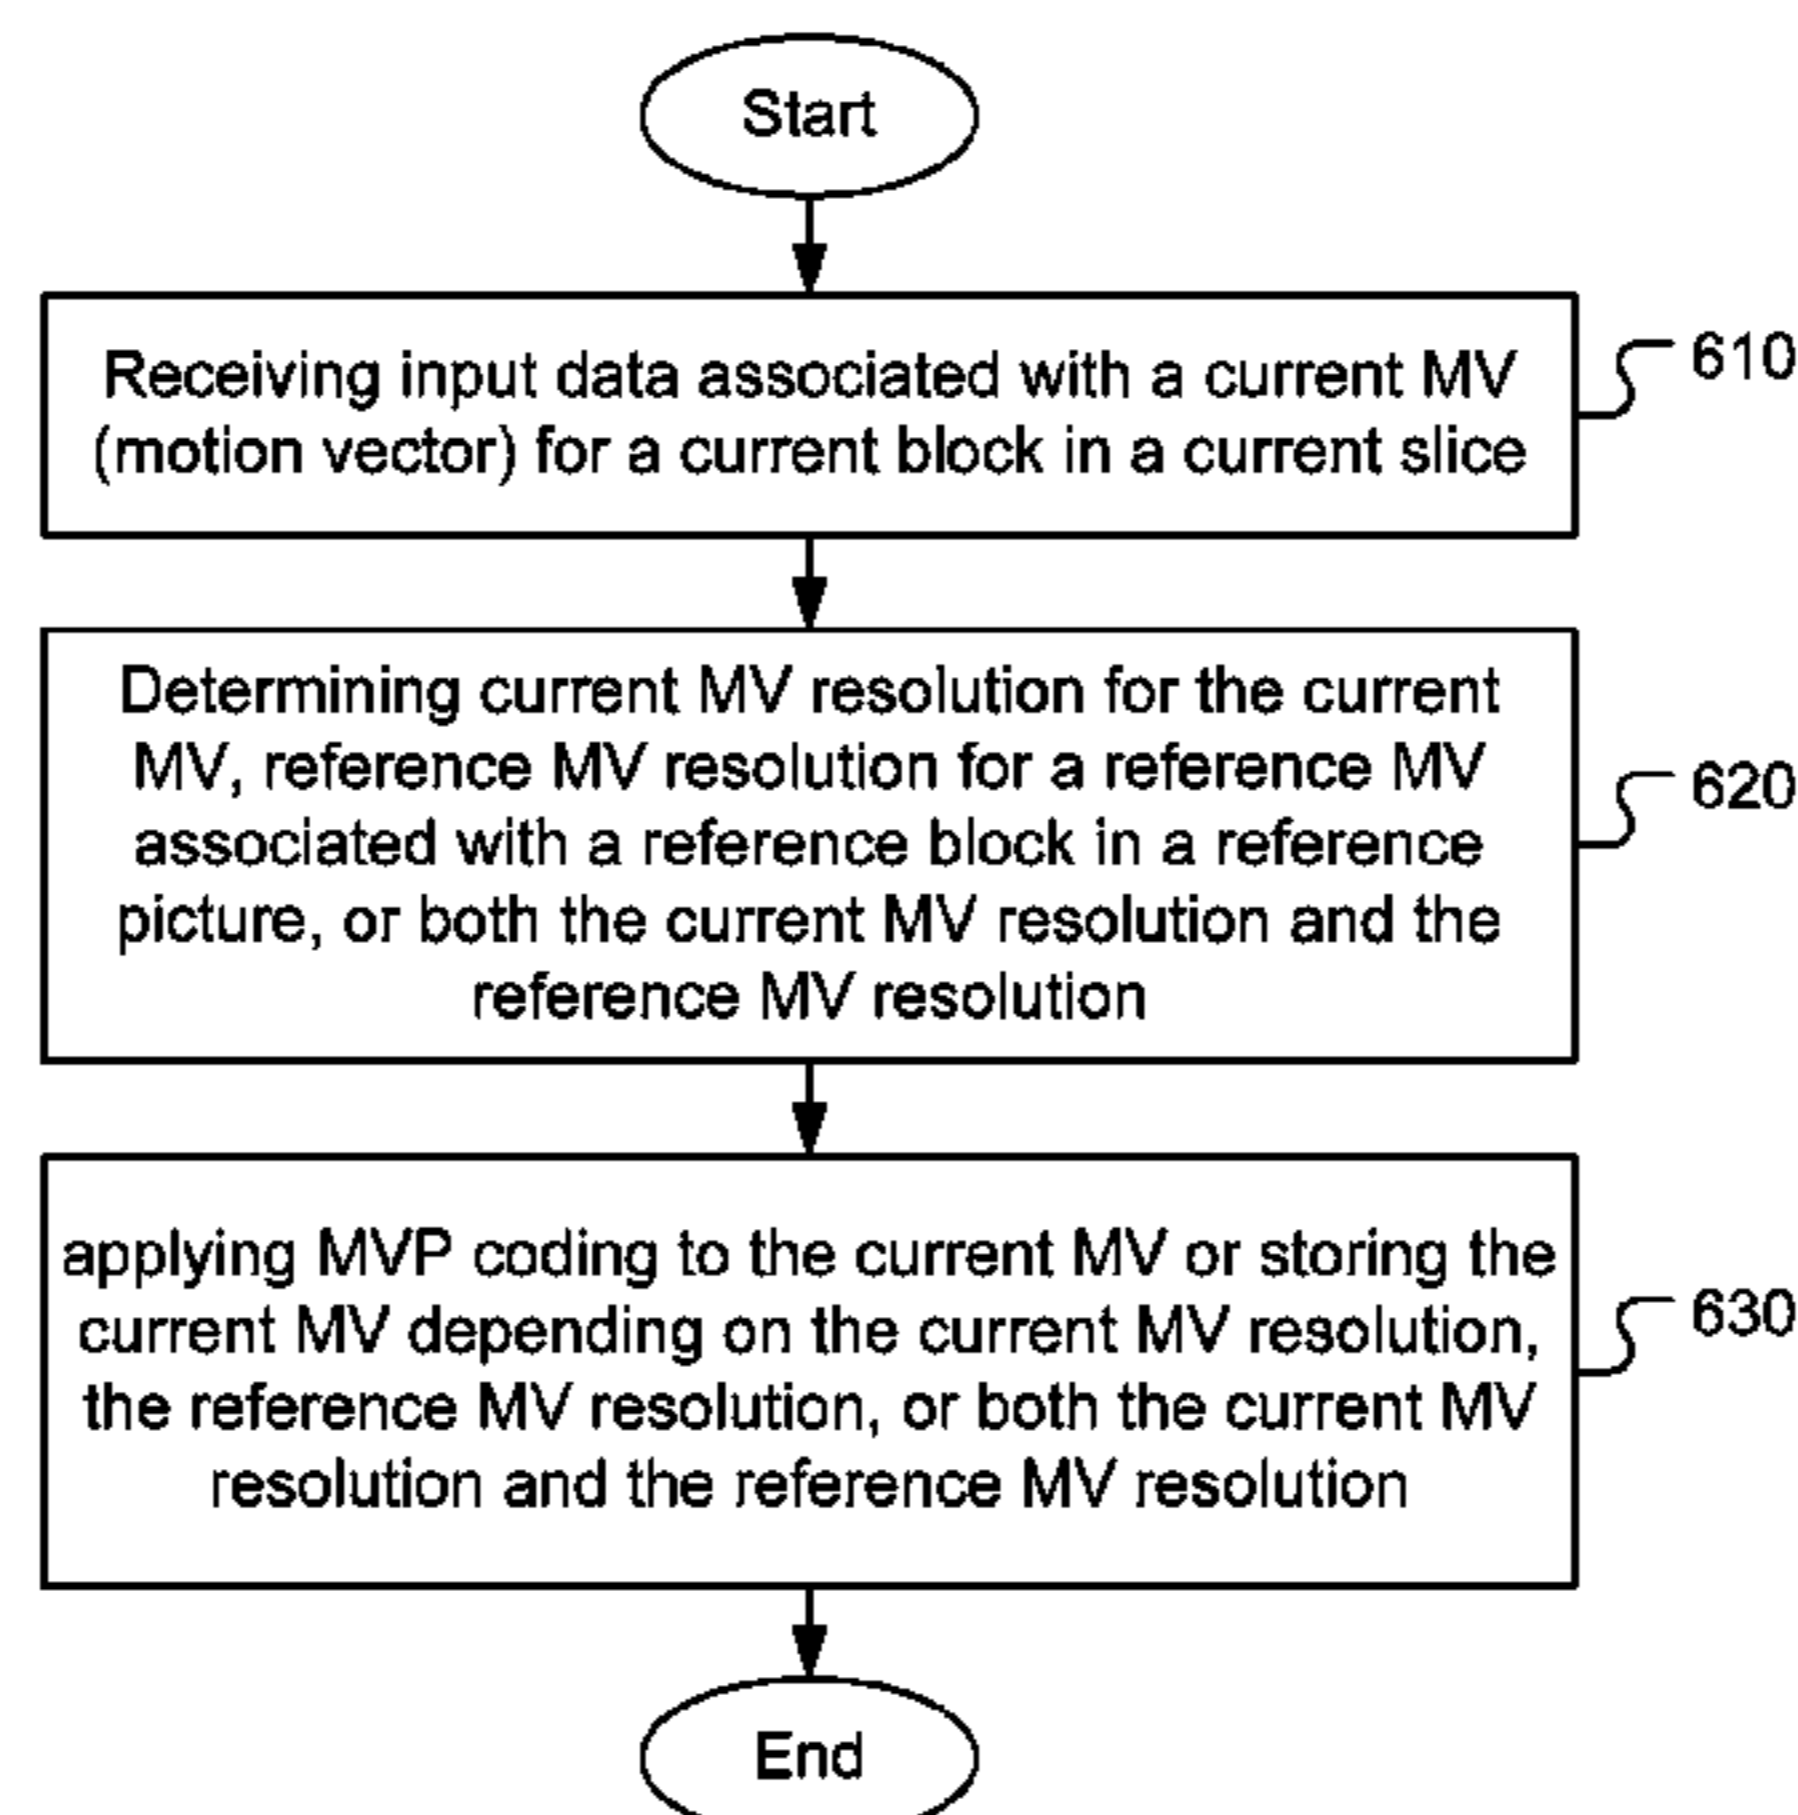 Start
Receiving input data associated with a current MV
(motion vector) for a current block in a current slice
610
Determining current MV resolution for the current
MV, reference MV resolution for a reference MV
associated with a reference block in a reference
picture, or both the current MV resolution and the
reference MV resolution
620
applying MVP coding to the current MV or storing the
current MV depending on the current MV resolution,
the reference MV resolution, or both the current MV
resolution and the reference MV resolution
630
End